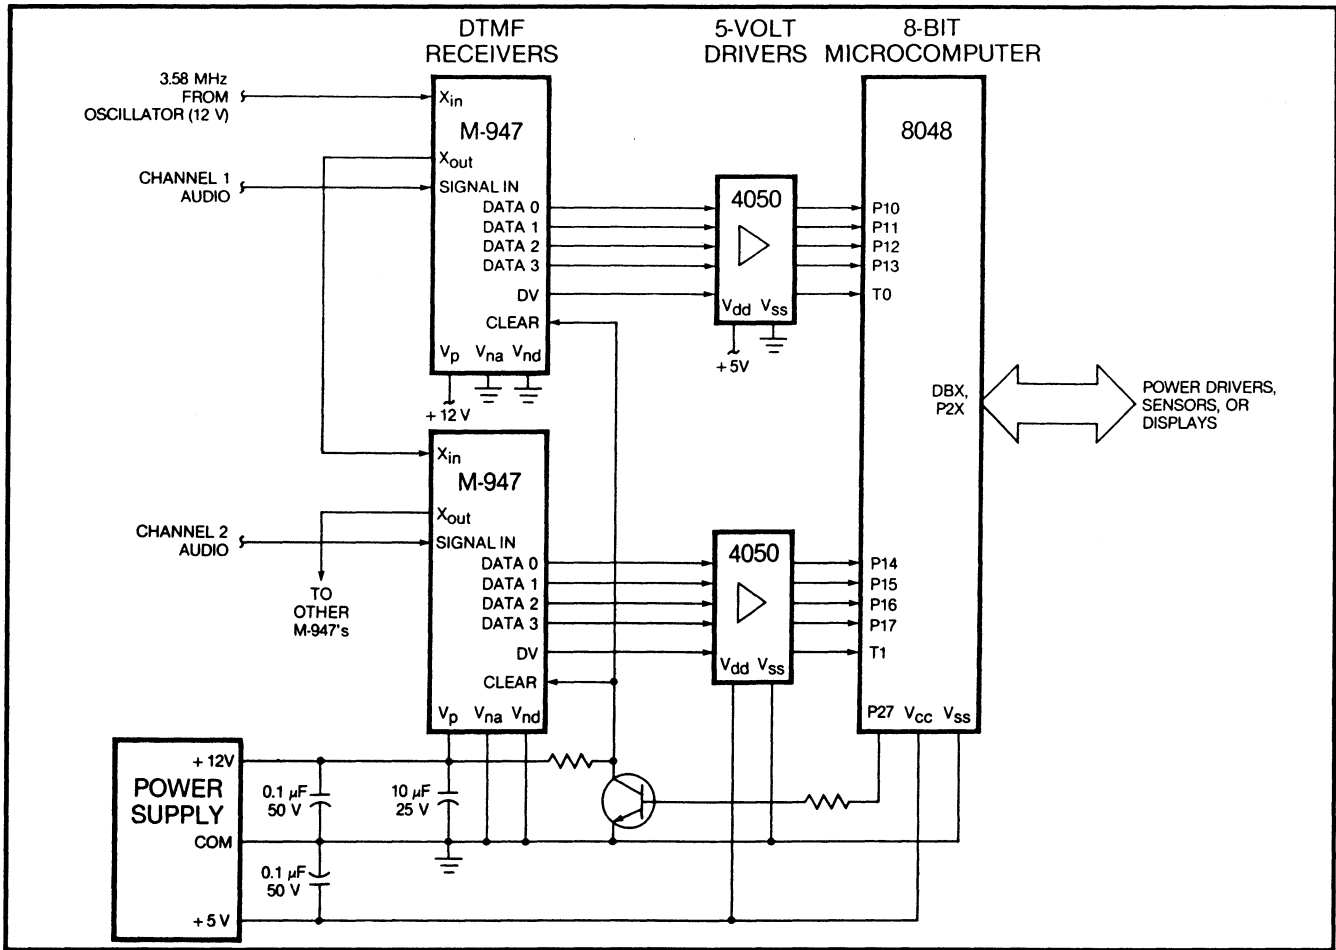 DTMF
RECEIVERS
5-VOLT
DRIVERS
8-BIT
MICROCOMPUTER
3.58 MHz
FROM
OSCILLATOR (12 V)
CHANNEL 1
AUDIO
Xin
M-947
Xout
SIGNAL IN
DATA 0
DATA 1
DATA 2
DATA 3
DV
CLEAR
Vp Vna Vnd
+ 12 V
4050
Vdd Vss
+ 5V
8048
P10
P11
P12
P13
T0
DBX,
P2X
POWER DRIVERS,
SENSORS, OR
DISPLAYS
Xin
M-947
Xout
SIGNAL IN
CHANNEL 2
AUDIO
TO
OTHER
M-947's
DATA 0
DATA 1
DATA 2
DATA 3
DV
CLEAR
Vp Vna Vnd
4050
Vdd Vss
P14
P15
P16
P17
T1
P27 Vcc Vss
POWER
SUPPLY
+ 12V
COM
+ 5 V
0.1 µF
50 V
10 µF
25 V
0.1 µF
50 V